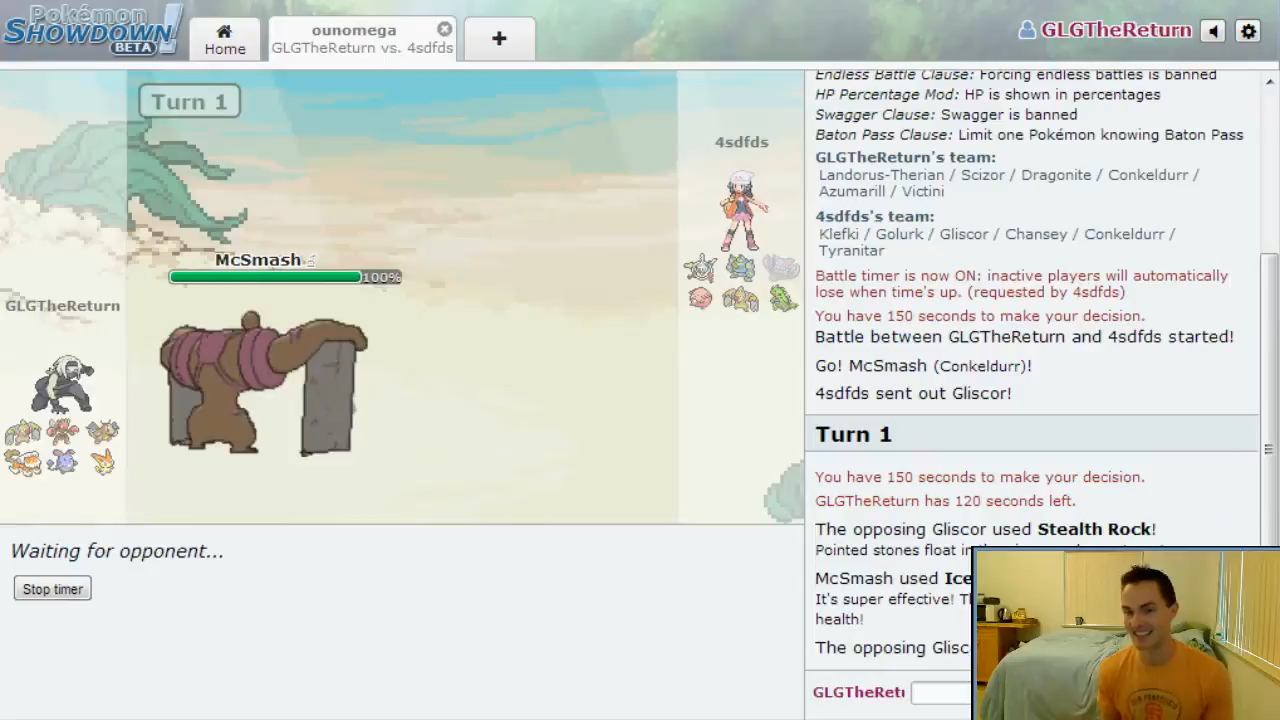 Pokémon
SHOWDOWN!
BETA
Home
ounomega
GLGTheReturn vs. 4sdfds
+
GLGTheReturn
Turn 1
4sdfds
McSmash
100%
GLGTheReturn
Waiting for opponent...
Stop timer
Endless Battle Clause: Forcing endless battles is banned
HP Percentage Mod: HP is shown in percentages
Swagger Clause: Swagger is banned
Baton Pass Clause: Limit one Pokémon knowing Baton Pass
GLGTheReturn's team:
Landorus-Therian / Scizor / Dragonite / Conkeldurr /
Azumarill / Victini
4sdfds's team:
Klefki / Golurk / Gliscor / Chansey / Conkeldurr /
Tyranitar
Battle timer is now ON: inactive players will automatically
lose when time's up. (requested by 4sdfds)
You have 150 seconds to make your decision.
Battle between GLGTheReturn and 4sdfds started!
Go! McSmash (Conkeldurr)!
4sdfds sent out Gliscor!
Turn 1
You have 150 seconds to make your decision.
GLGTheReturn has 120 seconds left.
The opposing Gliscor used Stealth Rock!
Pointed stones float in
McSmash used Ice
It's super effective!
health!
The opposing Glisc
GLGTheRetu